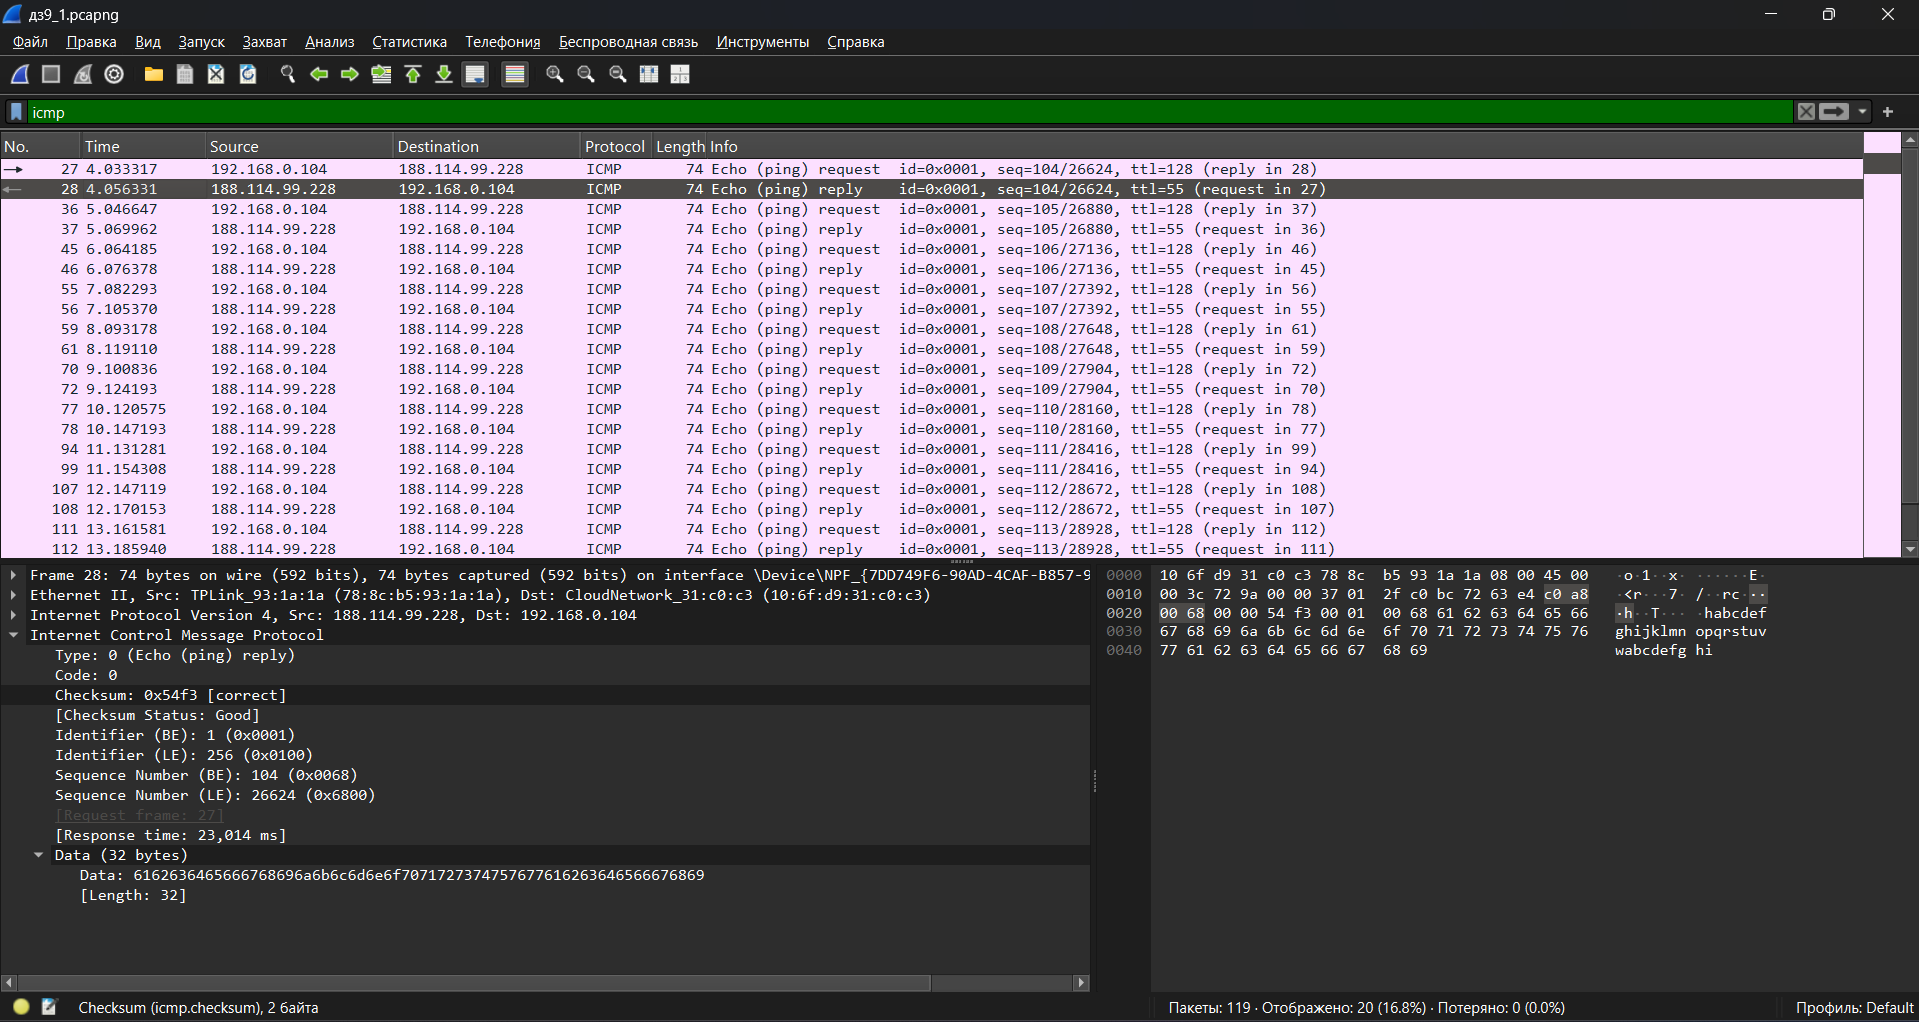 дз9_1.pcapng
Файл Правка Вид Запуск Захват Анализ Статистика Телефония Беспроводная связь Инструменты Справка
icmp
No. Time Source Destination Protocol Length Info
27 4.033317 192.168.0.104 188.114.99.228 ICMP 74 Echo (ping) request id=0x0001, seq=104/26624, ttl=128 (reply in 28)
28 4.056331 188.114.99.228 192.168.0.104 ICMP 74 Echo (ping) reply id=0x0001, seq=104/26624, ttl=55 (request in 27)
36 5.046647 192.168.0.104 188.114.99.228 ICMP 74 Echo (ping) request id=0x0001, seq=105/26880, ttl=128 (reply in 37)
37 5.069962 188.114.99.228 192.168.0.104 ICMP 74 Echo (ping) reply id=0x0001, seq=105/26880, ttl=55 (request in 36)
45 6.064185 192.168.0.104 188.114.99.228 ICMP 74 Echo (ping) request id=0x0001, seq=106/27136, ttl=128 (reply in 46)
46 6.076378 188.114.99.228 192.168.0.104 ICMP 74 Echo (ping) reply id=0x0001, seq=106/27136, ttl=55 (request in 45)
55 7.082293 192.168.0.104 188.114.99.228 ICMP 74 Echo (ping) request id=0x0001, seq=107/27392, ttl=128 (reply in 56)
56 7.105370 188.114.99.228 192.168.0.104 ICMP 74 Echo (ping) reply id=0x0001, seq=107/27392, ttl=55 (request in 55)
59 8.093178 192.168.0.104 188.114.99.228 ICMP 74 Echo (ping) request id=0x0001, seq=108/27648, ttl=128 (reply in 61)
61 8.119110 188.114.99.228 192.168.0.104 ICMP 74 Echo (ping) reply id=0x0001, seq=108/27648, ttl=55 (request in 59)
70 9.100836 192.168.0.104 188.114.99.228 ICMP 74 Echo (ping) request id=0x0001, seq=109/27904, ttl=128 (reply in 72)
72 9.124193 188.114.99.228 192.168.0.104 ICMP 74 Echo (ping) reply id=0x0001, seq=109/27904, ttl=55 (request in 70)
77 10.120575 192.168.0.104 188.114.99.228 ICMP 74 Echo (ping) request id=0x0001, seq=110/28160, ttl=128 (reply in 78)
78 10.147193 188.114.99.228 192.168.0.104 ICMP 74 Echo (ping) reply id=0x0001, seq=110/28160, ttl=55 (request in 77)
94 11.131281 192.168.0.104 188.114.99.228 ICMP 74 Echo (ping) request id=0x0001, seq=111/28416, ttl=128 (reply in 99)
99 11.154308 188.114.99.228 192.168.0.104 ICMP 74 Echo (ping) reply id=0x0001, seq=111/28416, ttl=55 (request in 94)
107 12.147119 192.168.0.104 188.114.99.228 ICMP 74 Echo (ping) request id=0x0001, seq=112/28672, ttl=128 (reply in 108)
108 12.170153 188.114.99.228 192.168.0.104 ICMP 74 Echo (ping) reply id=0x0001, seq=112/28672, ttl=55 (request in 107)
111 13.161581 192.168.0.104 188.114.99.228 ICMP 74 Echo (ping) request id=0x0001, seq=113/28928, ttl=128 (reply in 112)
112 13.185940 188.114.99.228 192.168.0.104 ICMP 74 Echo (ping) reply id=0x0001, seq=113/28928, ttl=55 (request in 111)
Frame 28: 74 bytes on wire (592 bits), 74 bytes captured (592 bits) on interface \Device\NPF_{7DD749F6-90AD-4CAF-B857-9
Ethernet II, Src: TPLink_93:1a:1a (78:8c:b5:93:1a:1a), Dst: CloudNetwork_31:c0:c3 (10:6f:d9:31:c0:c3)
Internet Protocol Version 4, Src: 188.114.99.228, Dst: 192.168.0.104
Internet Control Message Protocol
Type: 0 (Echo (ping) reply)
Code: 0
Checksum: 0x54f3 [correct]
[Checksum Status: Good]
Identifier (BE): 1 (0x0001)
Identifier (LE): 256 (0x0100)
Sequence Number (BE): 104 (0x0068)
Sequence Number (LE): 26624 (0x6800)
[Request frame: 27]
[Response time: 23,014 ms]
Data (32 bytes)
Data: 6162636465666768696a6b6c6d6e6f7071727374757677616263646566676869
[Length: 32]
0000 10 6f d9 31 c0 c3 78 8c b5 93 1a 1a 08 00 45 00 ·o·1··x· ······E·
0010 00 3c 72 9a 00 00 37 01 2f c0 bc 72 63 e4 c0 a8 ·<r···7· /··rc···
0020 00 68 00 00 54 f3 00 01 00 68 61 62 63 64 65 66 ·h··T··· ·habcdef
0030 67 68 69 6a 6b 6c 6d 6e 6f 70 71 72 73 74 75 76 ghijklmn opqrstuv
0040 77 61 62 63 64 65 66 67 68 69 wabcdefg hi
Checksum (icmp.checksum), 2 байта
Пакеты: 119 · Отображено: 20 (16.8%) · Потеряно: 0 (0.0%)
Профиль: Default